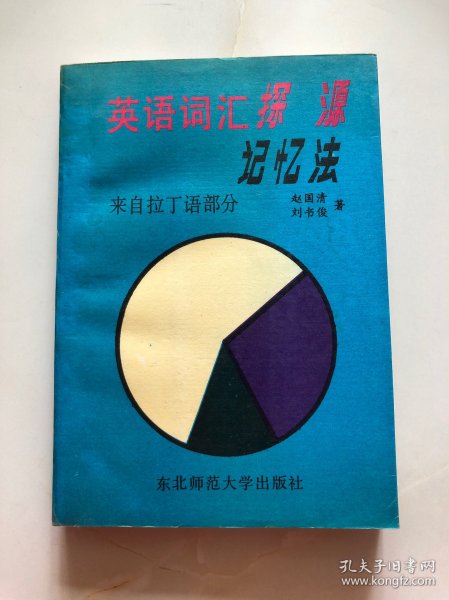 英语词汇探 源
记忆法
来自拉丁语部分
赵国清
刘书俊
著
东北师范大学出版社
孔夫子旧书网
www.kongfz.com